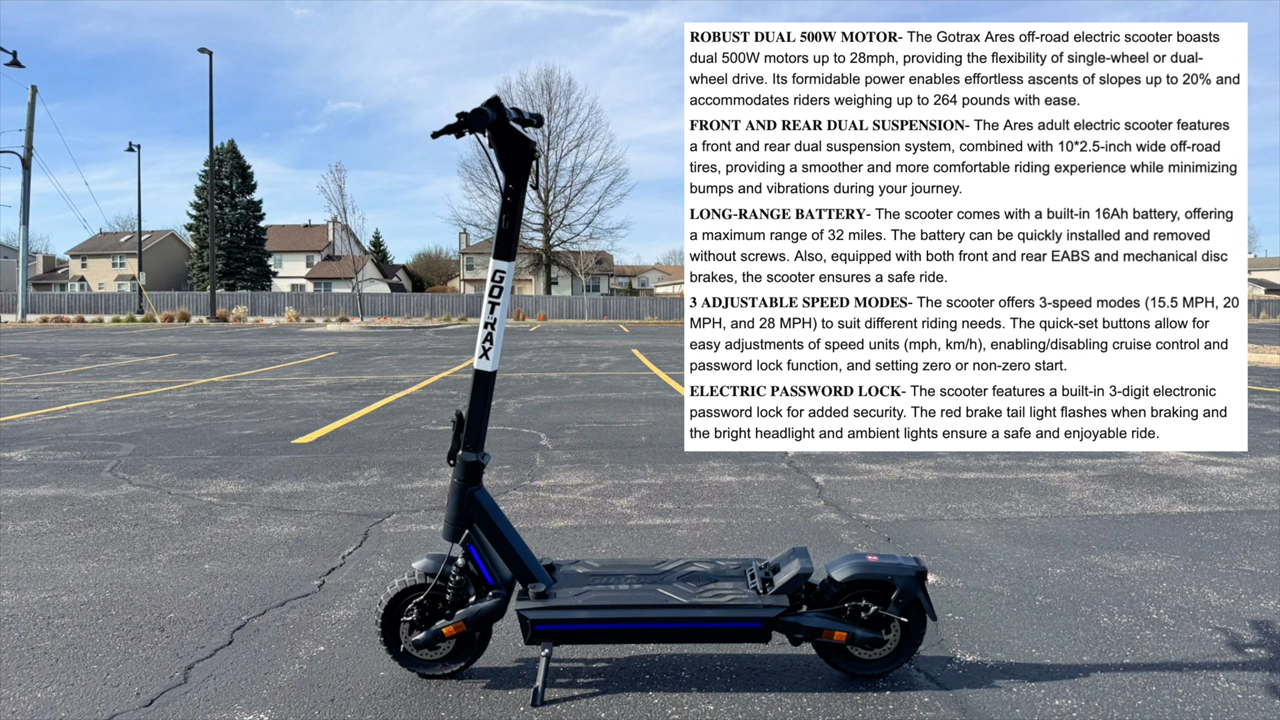 ROBUST DUAL 500W MOTOR- The Gotrax Ares off-road electric scooter boasts
dual 500W motors up to 28mph, providing the flexibility of single-wheel or dual-
wheel drive. Its formidable power enables effortless ascents of slopes up to 20% and
accommodates riders weighing up to 264 pounds with ease.
FRONT AND REAR DUAL SUSPENSION- The Ares adult electric scooter features
a front and rear dual suspension system, combined with 10*2.5-inch wide off-road
tires, providing a smoother and more comfortable riding experience while minimizing
bumps and vibrations during your journey.
LONG-RANGE BATTERY- The scooter comes with a built-in 16Ah battery, offering
a maximum range of 32 miles. The battery can be quickly installed and removed
without screws. Also, equipped with both front and rear EABS and mechanical disc
brakes, the scooter ensures a safe ride.
3 ADJUSTABLE SPEED MODES- The scooter offers 3-speed modes (15.5 MPH, 20
MPH, and 28 MPH) to suit different riding needs. The quick-set buttons allow for
easy adjustments of speed units (mph, km/h), enabling/disabling cruise control and
password lock function, and setting zero or non-zero start.
ELECTRIC PASSWORD LOCK- The scooter features a built-in 3-digit electronic
password lock for added security. The red brake tail light flashes when braking and
the bright headlight and ambient lights ensure a safe and enjoyable ride.
GOTRAX